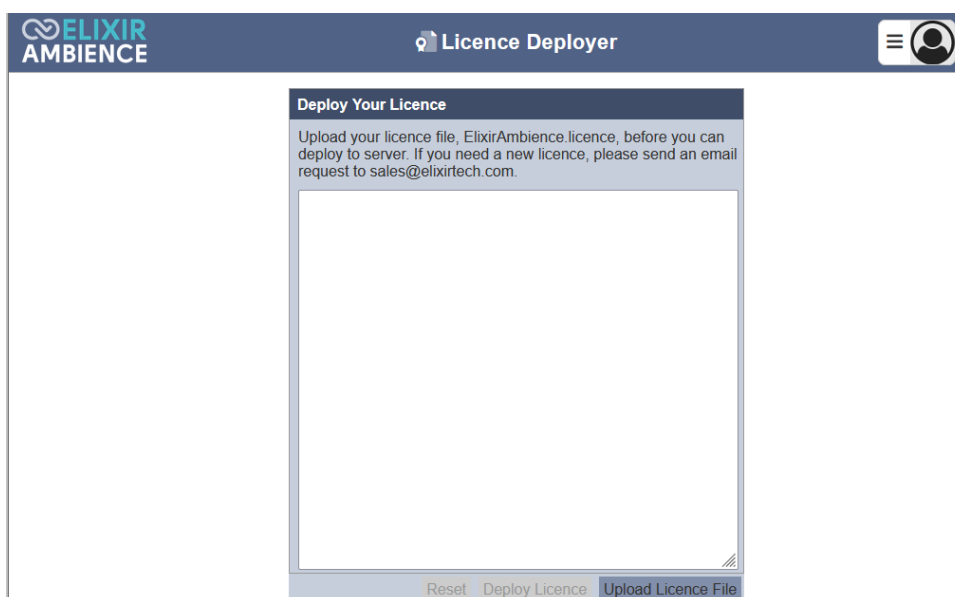 ELIXIR
AMBIENCE
Licence Deployer
Deploy Your Licence
Upload your licence file, ElixirAmbience.licence, before you can
deploy to server. If you need a new licence, please send an email
request to sales@elixirtech.com.
Reset Deploy Licence Upload Licence File